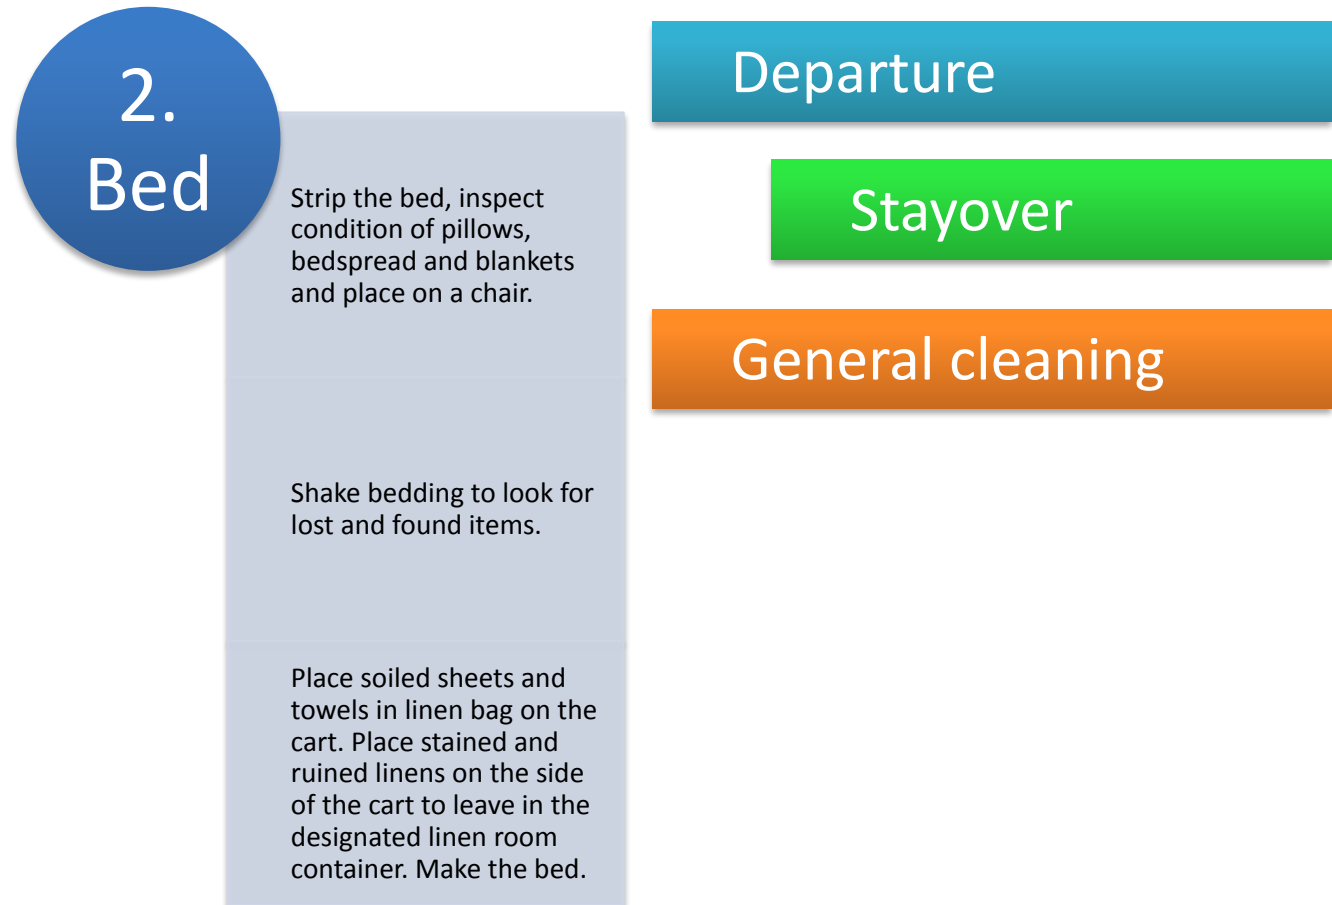 2.
Bed
Strip the bed, inspect
condition of pillows,
bedspread and blankets
and place on a chair.
Shake bedding to look for
lost and found items.
Place soiled sheets and
towels in linen bag on the
cart. Place stained and
ruined linens on the side
of the cart to leave in the
designated linen room
container. Make the bed.
Departure
Stayover
General cleaning